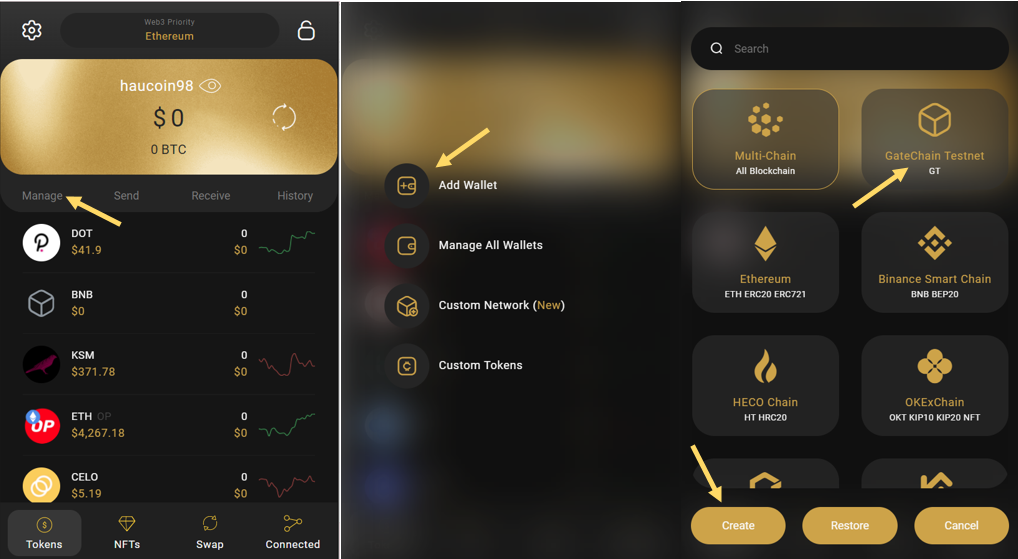 Web3 Priority
Ethereum
haucoin98
$ 0
0 BTC
Manage Send Receive History
DOT 0
$41.9 $0
BNB 0
$0 $0
KSM 0
$371.78 $0
ETH OP 0
$4,267.18 $0
CELO 0
$5.19 $0
Tokens NFTs Swap Connected
Add Wallet
Manage All Wallets
Custom Network (New)
Custom Tokens
Search
Multi-Chain
All Blockchain
GateChain Testnet
GT
Ethereum
ETH ERC20 ERC721
Binance Smart Chain
BNB BEP20
HECO Chain
HT HRC20
OKExChain
OKT KIP10 KIP20 NFT
Create Restore Cancel